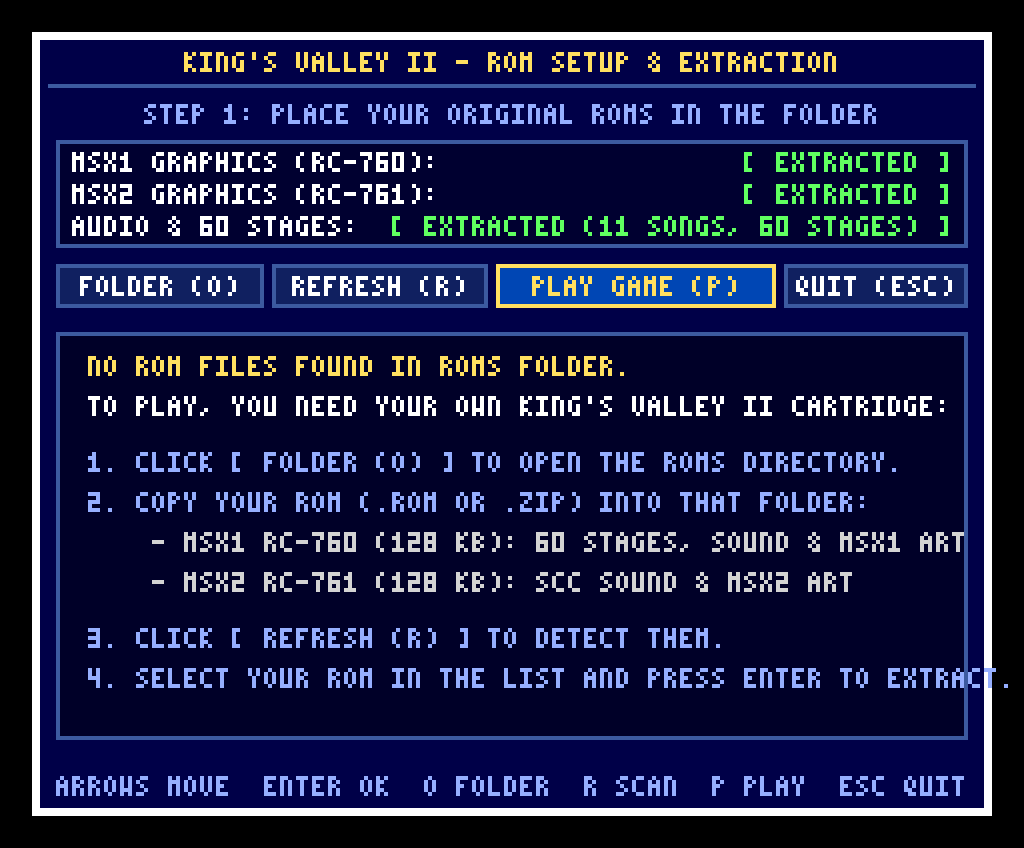 KING'S VALLEY II - ROM SETUP & EXTRACTION
STEP 1: PLACE YOUR ORIGINAL ROMS IN THE FOLDER
MSX1 GRAPHICS (RC-760): [ EXTRACTED ]
MSX2 GRAPHICS (RC-761): [ EXTRACTED ]
AUDIO & 60 STAGES: [ EXTRACTED (11 SONGS, 60 STAGES) ]
FOLDER (O) REFRESH (R) PLAY GAME (P) QUIT (ESC)
NO ROM FILES FOUND IN ROMS FOLDER.
TO PLAY, YOU NEED YOUR OWN KING'S VALLEY II CARTRIDGE:
1. CLICK [ FOLDER (O) ] TO OPEN THE ROMS DIRECTORY.
2. COPY YOUR ROM (.ROM OR .ZIP) INTO THAT FOLDER:
- MSX1 RC-760 (128 KB): 60 STAGES, SOUND & MSX1 ART
- MSX2 RC-761 (128 KB): SCC SOUND & MSX2 ART
3. CLICK [ REFRESH (R) ] TO DETECT THEM.
4. SELECT YOUR ROM IN THE LIST AND PRESS ENTER TO EXTRACT.
ARROWS MOVE ENTER OK O FOLDER R SCAN P PLAY ESC QUIT